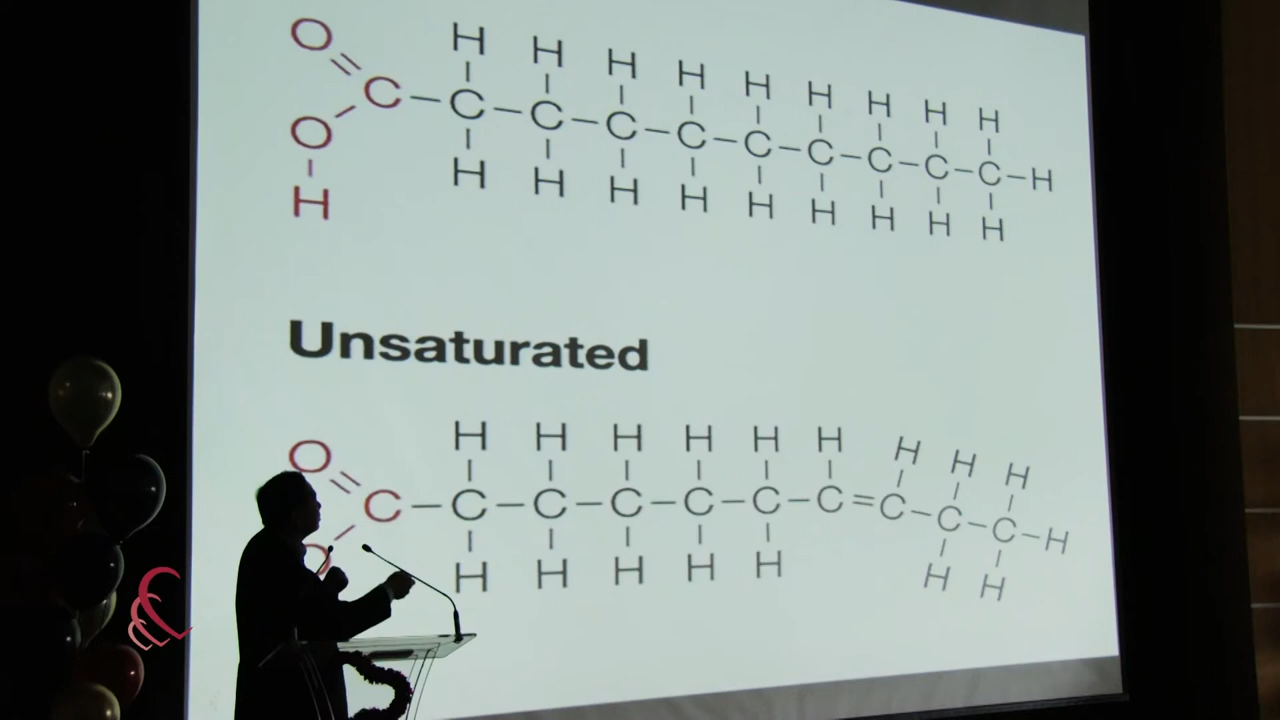 H H H H H H H H H
O
C-C-C-C-C-C-C-C-C-C-H
O
H H H H H H H H H
H
Unsaturated
H H H H H H H H H
O
C-C-C-C-C-C-C=C-C-C-H
O
H H H H H H H